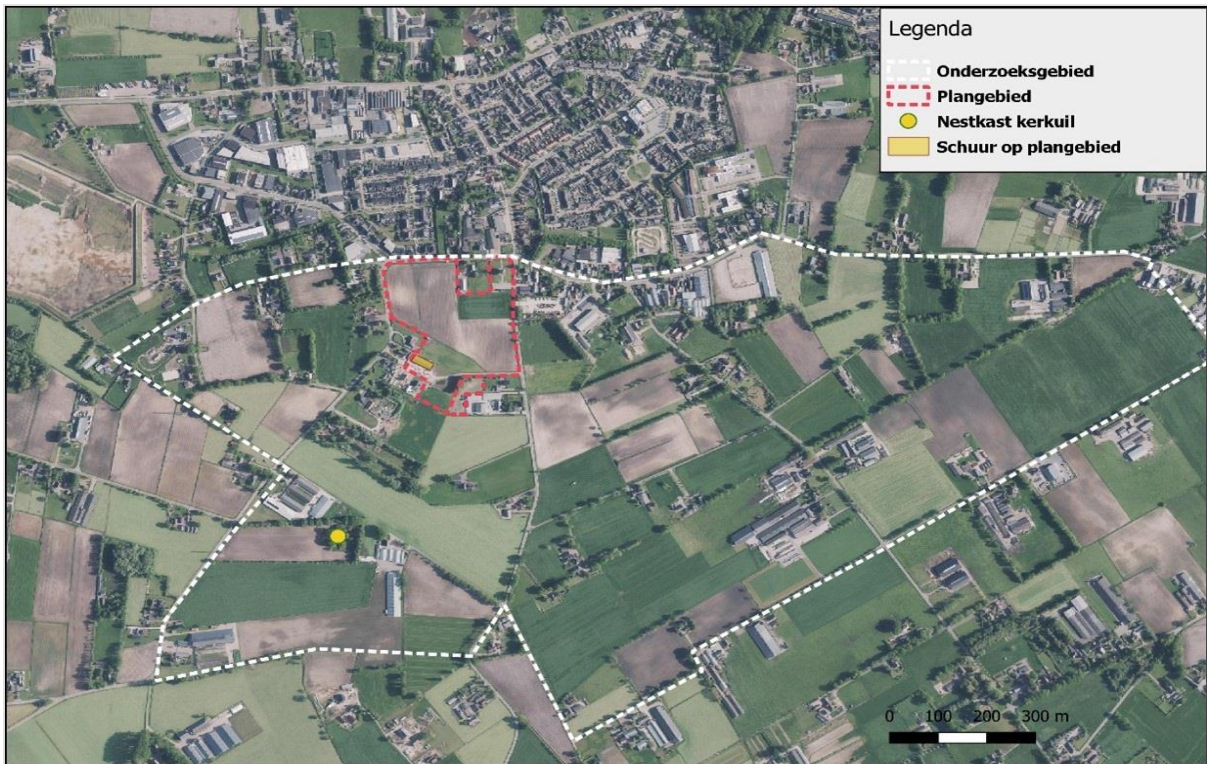 Legenda
Onderzoeksgebied
Plangebied
Nestkast kerkuil
Schuur op plangebied
0 100 200 300 m